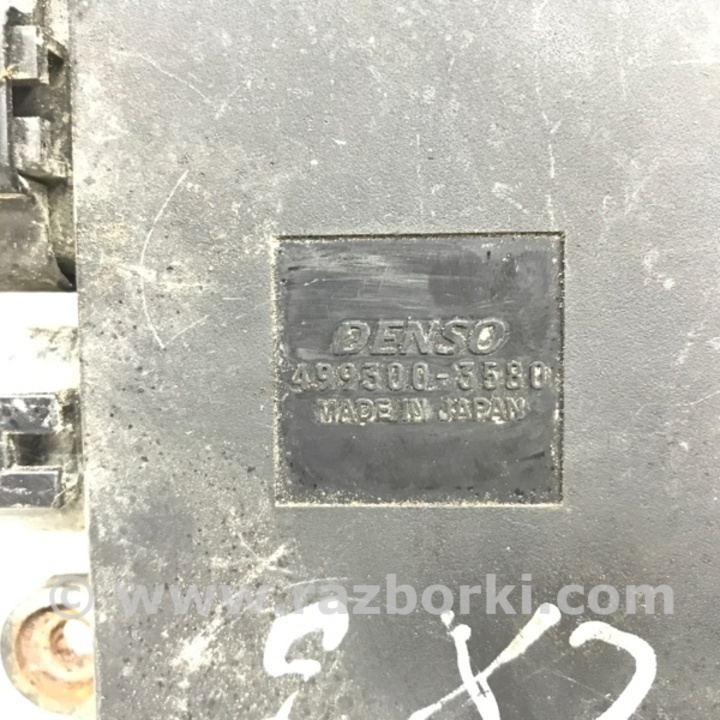 DENSO
499300-3580
MADE IN JAPAN
© www.razborki.com